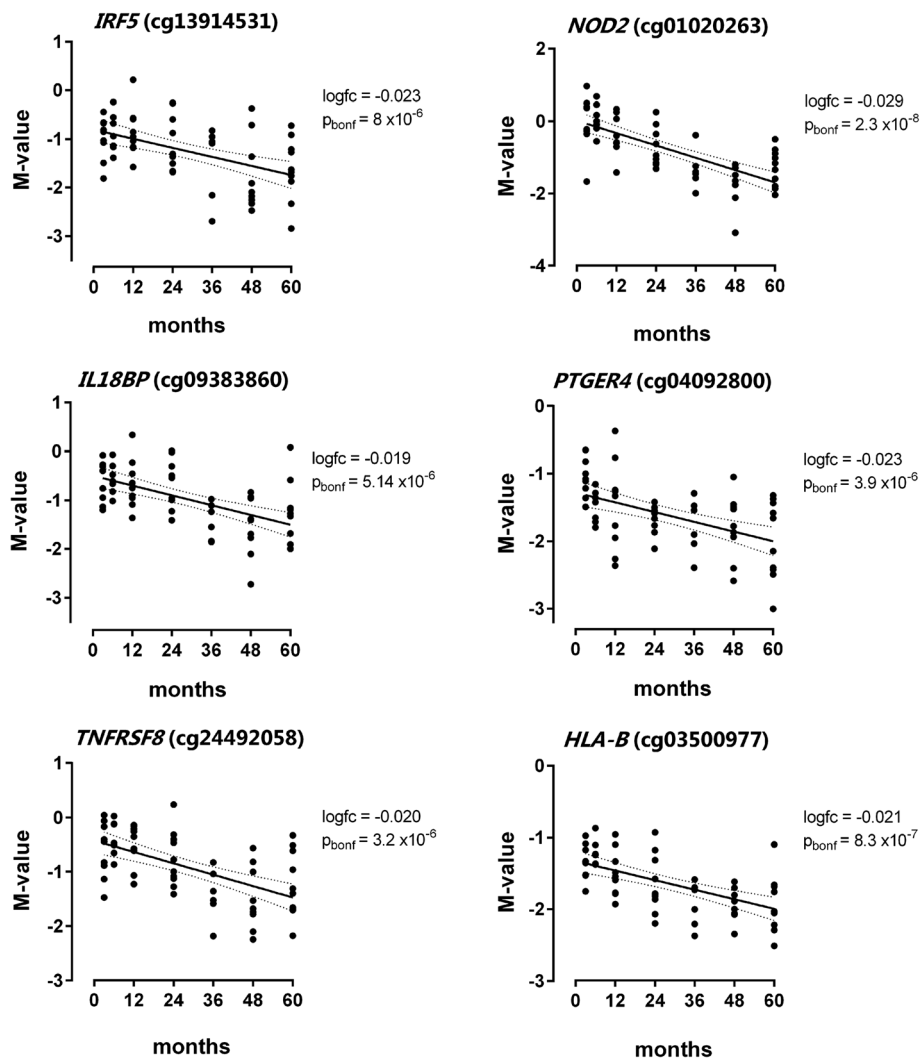 IRF5 (cg13914531)
1
0
-1
-2
-3
M-value
0 12 24 36 48 60
months
logfc = -0.023
pbonf = 8 x10-6
NOD2 (cg01020263)
2
0
-2
-4
M-value
0 12 24 36 48 60
months
logfc = -0.029
pbonf = 2.3 x10-8
IL18BP (cg09383860)
1
0
-1
-2
-3
M-value
0 12 24 36 48 60
months
logfc = -0.019
pbonf = 5.14 x10-6
PTGER4 (cg04092800)
0
-1
-2
-3
M-value
0 12 24 36 48 60
months
logfc = -0.023
pbonf = 3.9 x10-6
TNFRSF8 (cg24492058)
1
0
-1
-2
-3
M-value
0 12 24 36 48 60
months
logfc = -0.020
pbonf = 3.2 x10-6
HLA-B (cg03500977)
0
-1
-2
-3
M-value
0 12 24 36 48 60
months
logfc = -0.021
pbonf = 8.3 x10-7